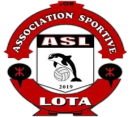 ASSOCIATION SPORTIVE
ASL
2019
LOTA